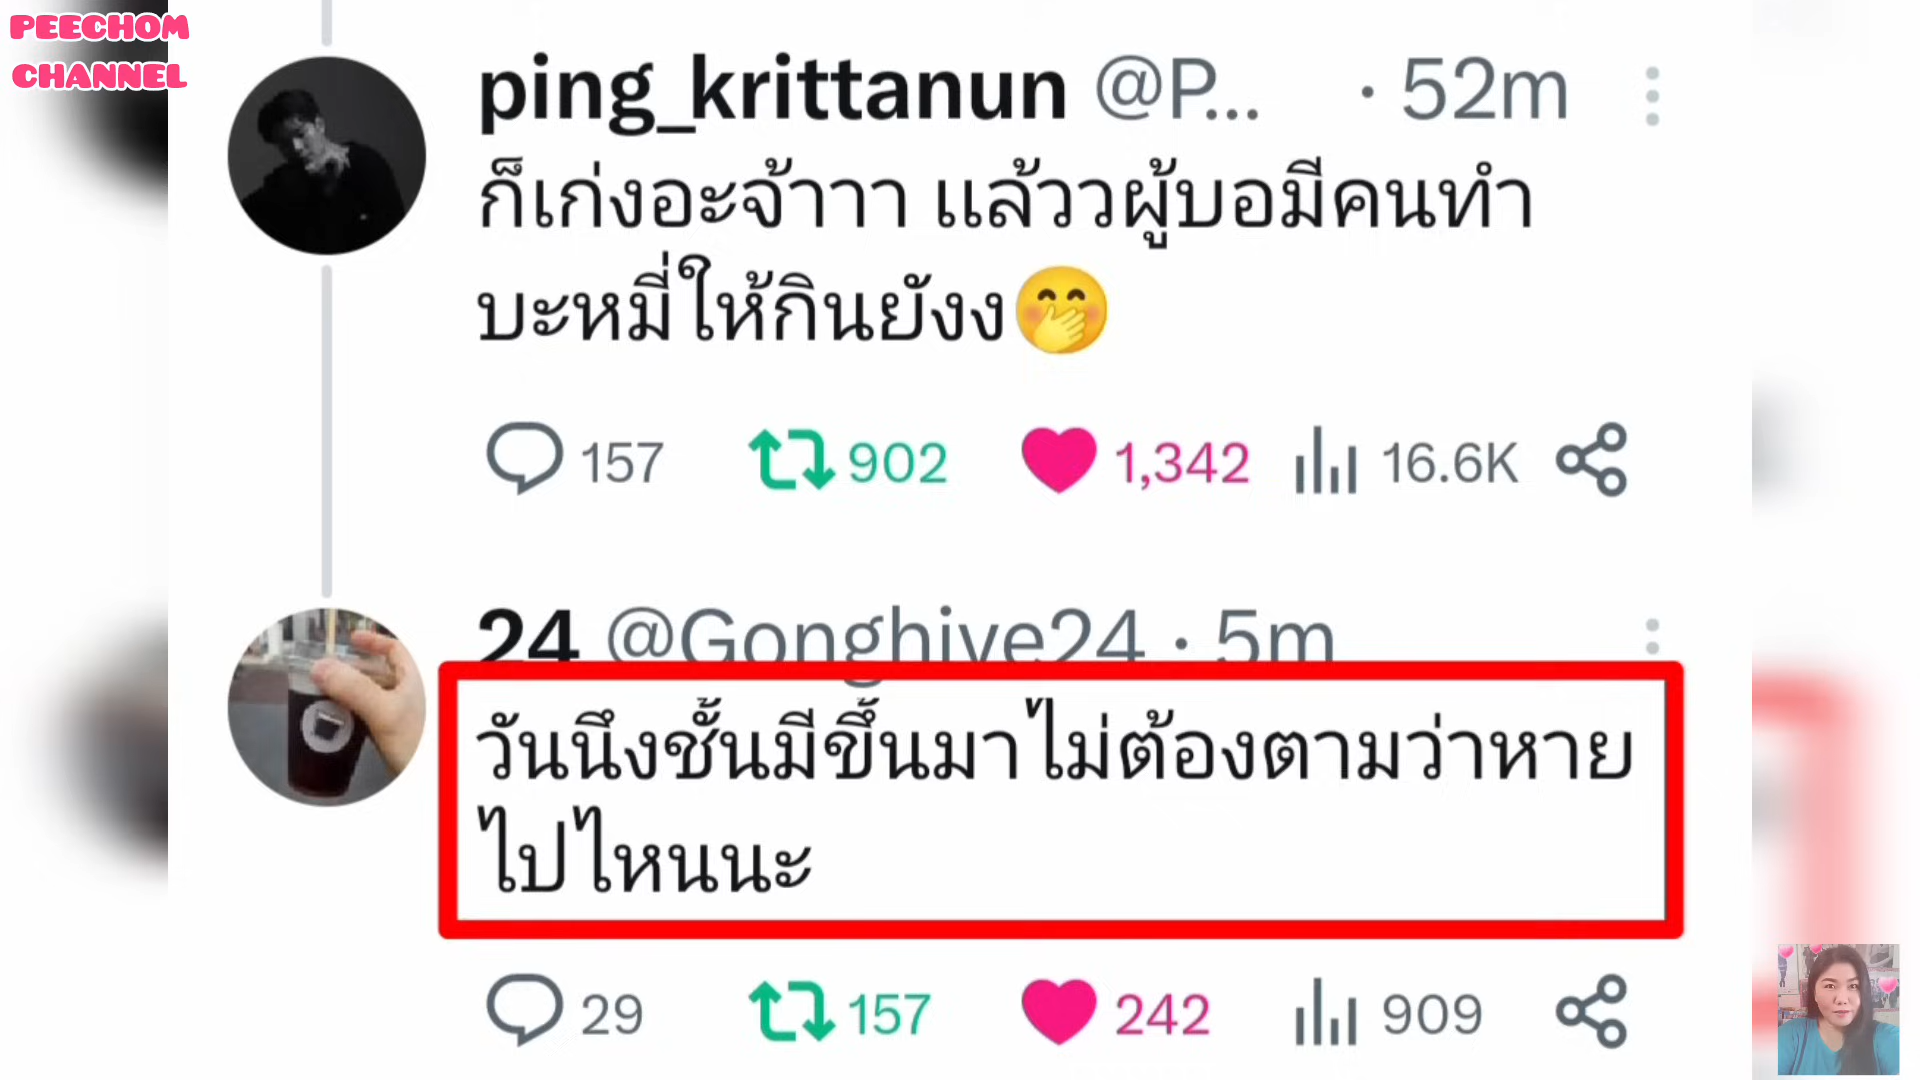 PEECHOM
CHANNEL
ping_krittanun @P... · 52m
ก็เก่งอะจ้าาา แล้ววผู้บอมีคนทำ
บะหมี่ให้กินยังง🤭
157 902 1,342 16.6K
24 @Gonghive24 · 5m
วันนึงชั้นมีขึ้นมาไม่ต้องตามว่าหาย
ไปไหนนะ
29 157 242 909